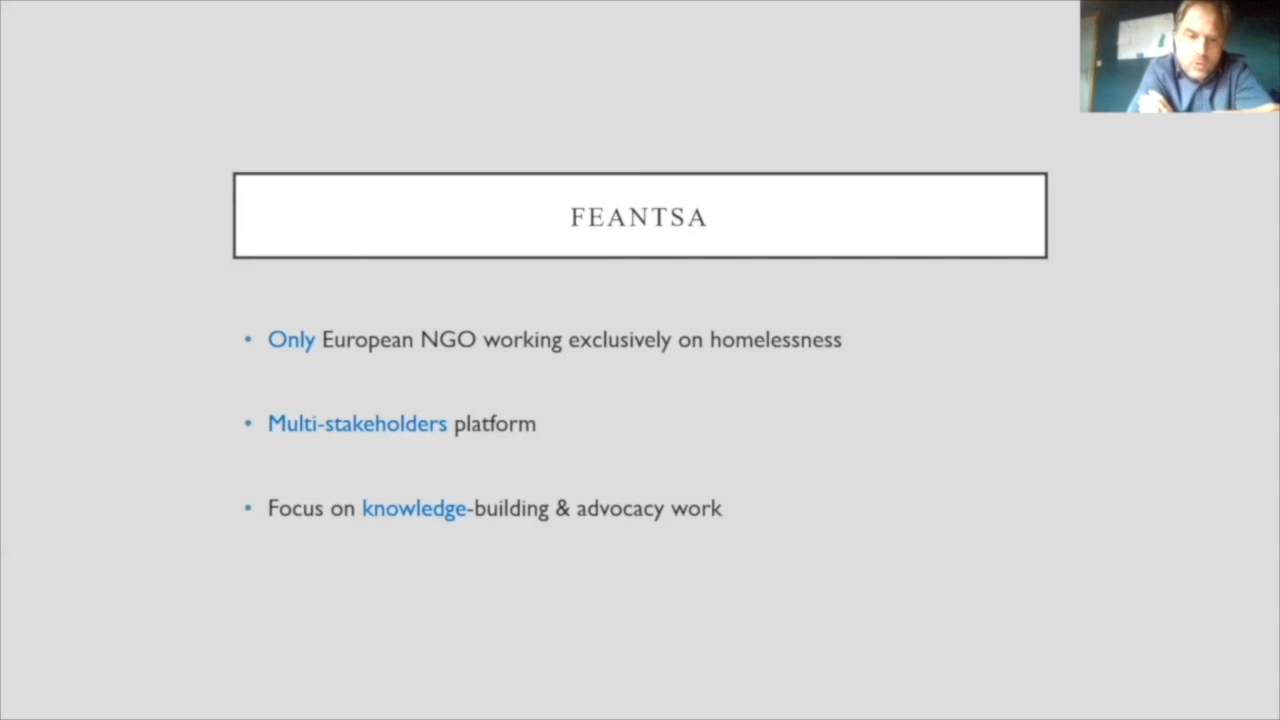 FEANTSA
• Only European NGO working exclusively on homelessness
• Multi-stakeholders platform
• Focus on knowledge-building & advocacy work